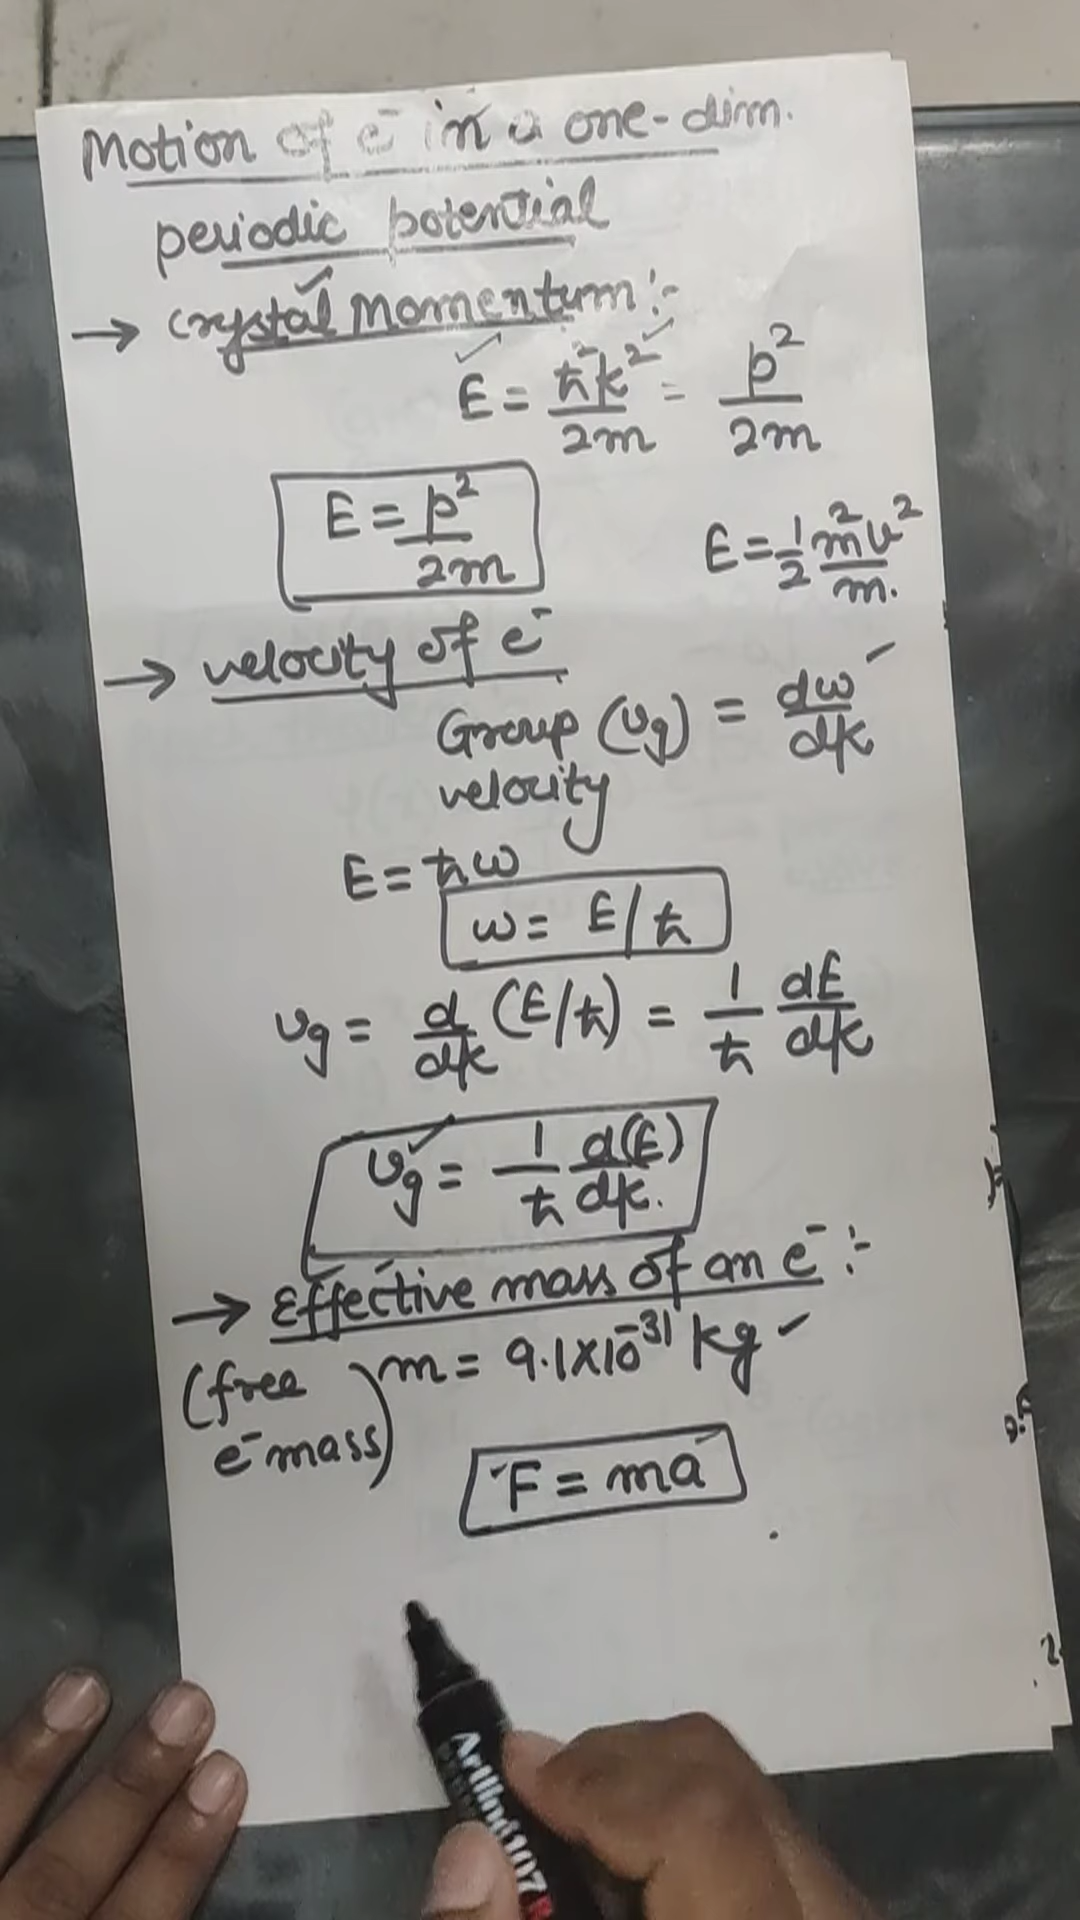 Motion of e⁻ in a one-dim.
periodic potential
→ crystal momentum :-
E = ħ²k²/2m = p²/2m
E = p²/2m
E = 1/2 m²v²/m.
→ velocity of e⁻
Group (vg) = dω/dk
velocity
E = ħω
ω = E/ħ
vg = d/dk (E/ħ) = 1/ħ dE/dk
vg = 1/ħ d(E)/dk.
→ Effective mass of an e⁻ :-
(free e⁻ mass) m = 9.1×10⁻³¹ kg
F = ma
Artline 107